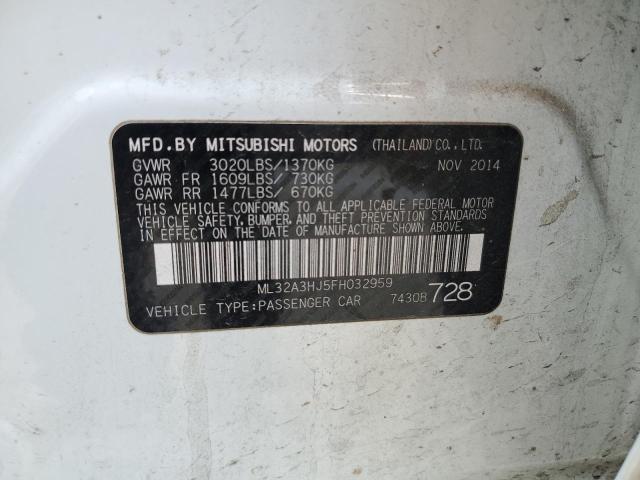 MFD.BY MITSUBISHI MOTORS (THAILAND)CO.,LTD.
GVWR 3020LBS/1370KG NOV 2014
GAWR FR 1609LBS/ 730KG
GAWR RR 1477LBS/ 670KG
THIS VEHICLE CONFORMS TO ALL APPLICABLE FEDERAL MOTOR
VEHICLE SAFETY, BUMPER, AND THEFT PREVENTION STANDARDS
IN EFFECT ON THE DATE OF MANUFACTURE SHOWN ABOVE.
ML32A3HJ5FH032959
VEHICLE TYPE:PASSENGER CAR 7430B 728